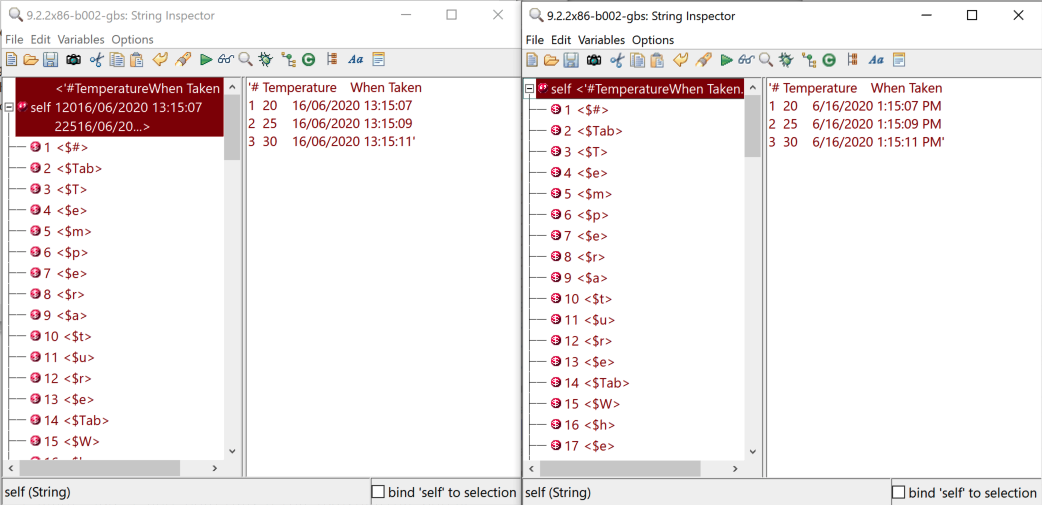 9.2.2x86-b002-gbs: String Inspector
File Edit Variables Options
Aa
<'#TemperatureWhen Taken
self 12016/06/2020 13:15:07
22516/06/20...>
1 <$#>
2 <$Tab>
3 <$T>
4 <$e>
5 <$m>
6 <$p>
7 <$e>
8 <$r>
9 <$a>
10 <$t>
11 <$u>
12 <$r>
13 <$e>
14 <$Tab>
15 <$W>
'# Temperature When Taken
1 20 16/06/2020 13:15:07
2 25 16/06/2020 13:15:09
3 30 16/06/2020 13:15:11'
self (String)
bind 'self' to selection
9.2.2x86-b002-gbs: String Inspector
File Edit Variables Options
Aa
self <'#TemperatureWhen Taken...
1 <$#>
2 <$Tab>
3 <$T>
4 <$e>
5 <$m>
6 <$p>
7 <$e>
8 <$r>
9 <$a>
10 <$t>
11 <$u>
12 <$r>
13 <$e>
14 <$Tab>
15 <$W>
16 <$h>
17 <$e>
'# Temperature When Taken
1 20 6/16/2020 1:15:07 PM
2 25 6/16/2020 1:15:09 PM
3 30 6/16/2020 1:15:11 PM'
self (String)
bind 'self' to selection